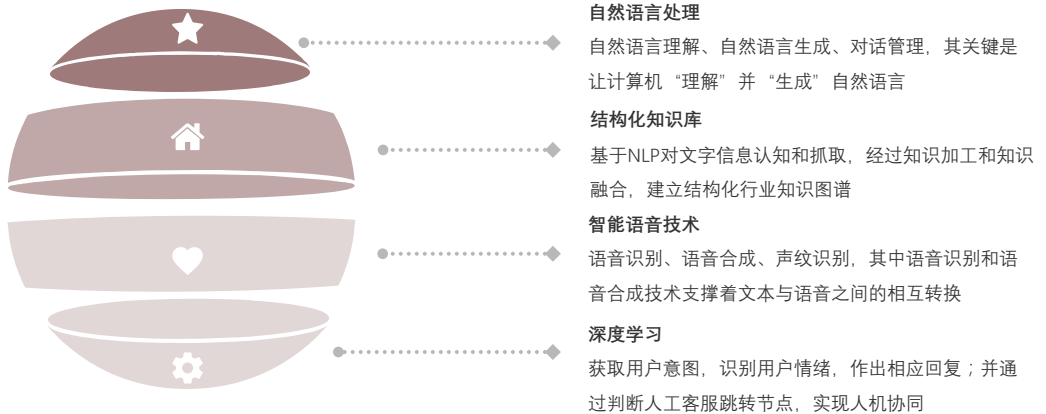 自然语言处理
自然语言理解、自然语言生成、对话管理，其关键是
让计算机 “理解” 并 “生成” 自然语言
结构化知识库
基于NLP对文字信息认知和抓取，经过知识加工和知识
融合，建立结构化行业知识图谱
智能语音技术
语音识别、语音合成、声纹识别，其中语音识别和语
音合成技术支撑着文本与语音之间的相互转换
深度学习
获取用户意图，识别用户情绪，作出相应回复；并通
过判断人工客服跳转节点，实现人机协同